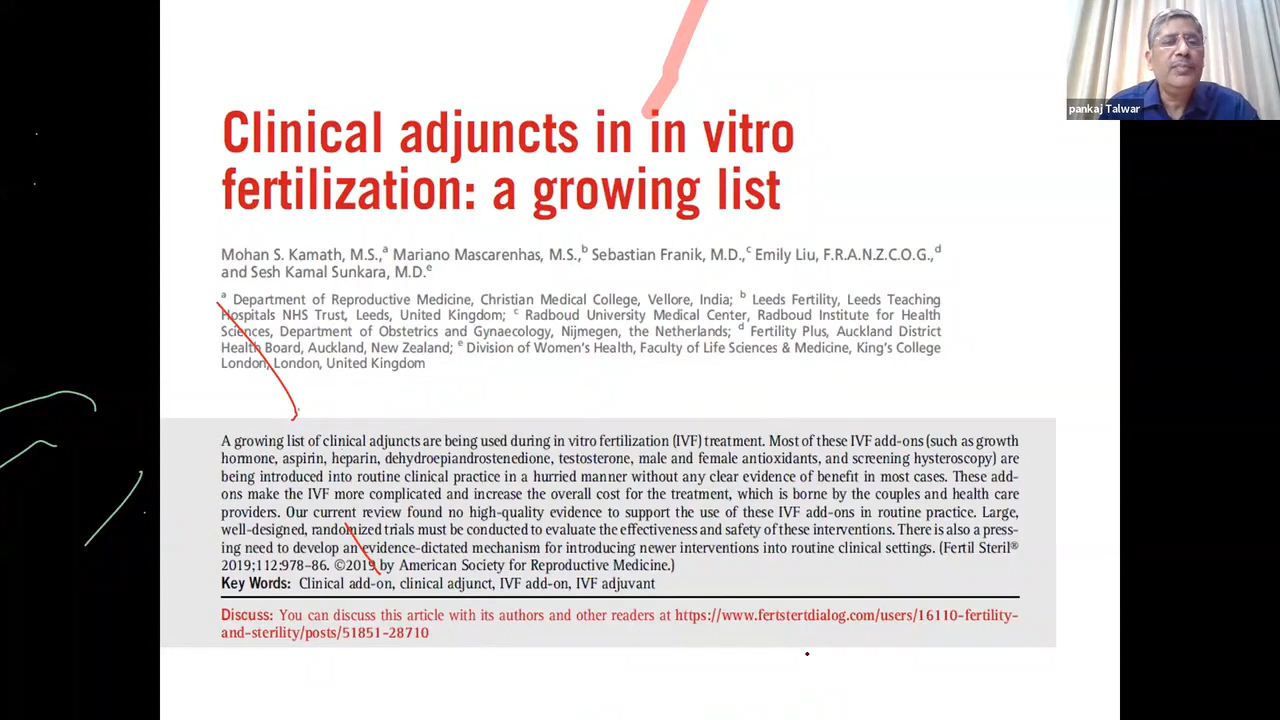 pankaj Talwar
Clinical adjuncts in in vitro
fertilization: a growing list
Mohan S. Kamath, M.S.,a Mariano Mascarenhas, M.S.,b Sebastian Franik, M.D.,c Emily Liu, F.R.A.N.Z.C.O.G.,d
and Sesh Kamal Sunkara, M.D.e
a Department of Reproductive Medicine, Christian Medical College, Vellore, India; b Leeds Fertility, Leeds Teaching
Hospitals NHS Trust, Leeds, United Kingdom; c Radboud University Medical Center, Radboud Institute for Health
Sciences, Department of Obstetrics and Gynaecology, Nijmegen, the Netherlands; d Fertility Plus, Auckland District
Health Board, Auckland, New Zealand; e Division of Women's Health, Faculty of Life Sciences & Medicine, King's College
London, London, United Kingdom
A growing list of clinical adjuncts are being used during in vitro fertilization (IVF) treatment. Most of these IVF add-ons (such as growth
hormone, aspirin, heparin, dehydroepiandrostenedione, testosterone, male and female antioxidants, and screening hysteroscopy) are
being introduced into routine clinical practice in a hurried manner without any clear evidence of benefit in most cases. These add-
ons make the IVF more complicated and increase the overall cost for the treatment, which is borne by the couples and health care
providers. Our current review found no high-quality evidence to support the use of these IVF add-ons in routine practice. Large,
well-designed, randomized trials must be conducted to evaluate the effectiveness and safety of these interventions. There is also a press-
ing need to develop an evidence-dictated mechanism for introducing newer interventions into routine clinical settings. (Fertil Steril®
2019;112:978–86. ©2019 by American Society for Reproductive Medicine.)
Key Words: Clinical add-on, clinical adjunct, IVF add-on, IVF adjuvant
Discuss: You can discuss this article with its authors and other readers at https://www.fertstertdialog.com/users/16110-fertility-
and-sterility/posts/51851-28710